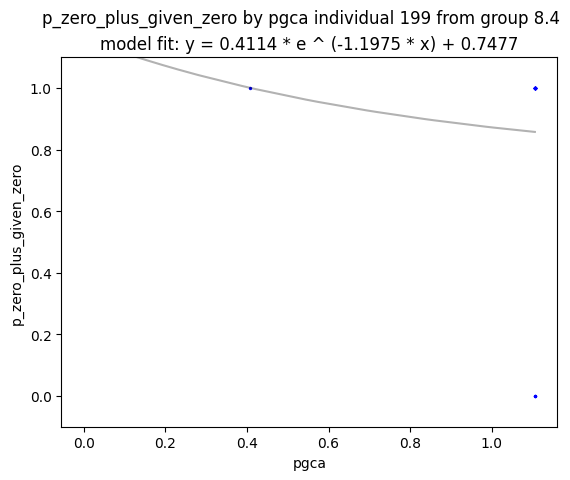 p_zero_plus_given_zero by pgca individual 199 from group 8.4
model fit: y = 0.4114 * e ^ (-1.1975 * x) + 0.7477
1.0
0.8
0.6
0.4
0.2
0.0
p_zero_plus_given_zero
0.0 0.2 0.4 0.6 0.8 1.0
pgca